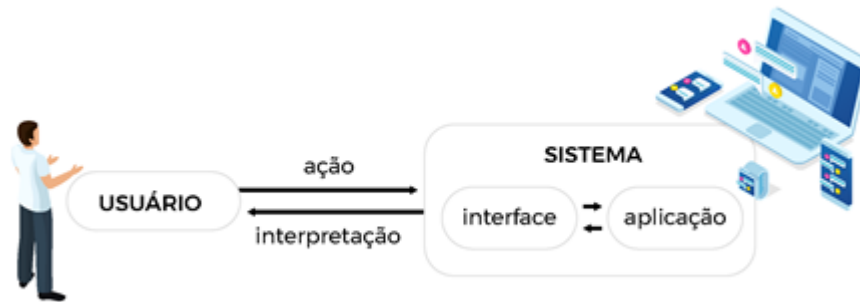 SISTEMA
ação
USUÁRIO
interface
aplicação
interpretação